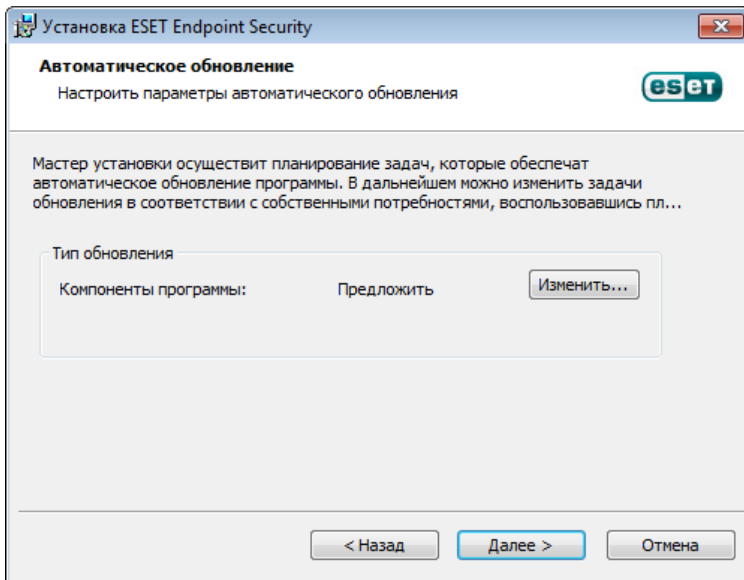 Установка ESET Endpoint Security
Автоматическое обновление
Настроить параметры автоматического обновления
eseT
Мастер установки осуществит планирование задач, которые обеспечат
автоматическое обновление программы. В дальнейшем можно изменить задачи
обновления в соответствии с собственными потребностями, воспользовавшись пл...
Тип обновления
Компоненты программы: Предложить Изменить...
< Назад Далее > Отмена